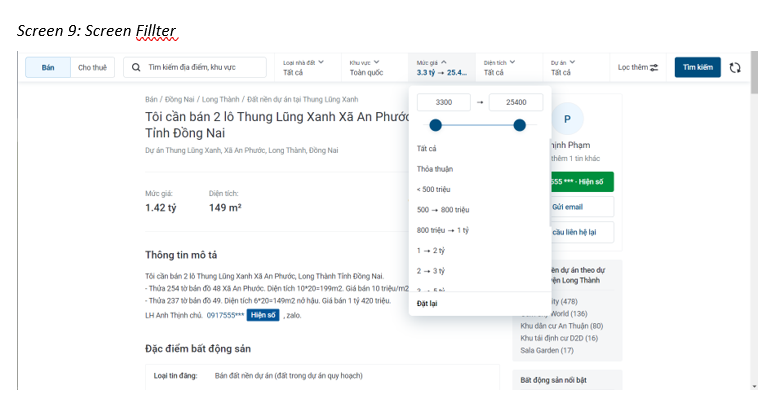 Screen 9: Screen Fillter
Bán Cho thuê
Tìm kiếm địa điểm, khu vực
Loại nhà đất
Tất cả
Khu vực
Toàn quốc
Mức giá
3.3 tỷ → 25.4...
Diện tích
Tất cả
Dự án
Tất cả
Lọc thêm
Tìm kiếm
Bán / Đồng Nai / Long Thành / Đất nền dự án tại Thung Lũng Xanh
Tôi cần bán 2 lô Thung Lũng Xanh Xã An Phước
Tỉnh Đồng Nai
Dự án Thung Lũng Xanh, Xã An Phước, Long Thành, Đồng Nai
Mức giá:
1.42 tỷ
Diện tích:
149 m²
Thông tin mô tả
Tôi cần bán 2 lô Thung Lũng Xanh Xã An Phước, Long Thành Tỉnh Đồng Nai.
- Thửa 254 tờ bản đồ 48 Xã An Phước. Diện tích 10*20=199m2. Giá bán 10 triệu/m2
- Thửa 237 tờ bản đồ 49. Diện tích 6*20=149m2 nở hậu. Giá bán 1 tỷ 420 triệu.
LH Anh Thịnh chủ. 0917555*** Hiện số , zalo.
Đặc điểm bất động sản
Loại tin đăng: Bán đất nền dự án (đất trong dự án quy hoạch)
3300 → 25400
Tất cả
Thỏa thuận
< 500 triệu
500 → 800 triệu
800 triệu → 1 tỷ
1 → 2 tỷ
2 → 3 tỷ
3 → 5 tỷ
Đặt lại
P
hịnh Phạm
thêm 1 tin khác
555 *** · Hiện số
Gửi email
cầu liên hệ lại
ền dự án theo dự
ện Long Thành
ity (478)
World (136)
Khu dân cư An Thuận (80)
Khu tái định cư D2D (16)
Sala Garden (17)
Bất động sản nổi bật